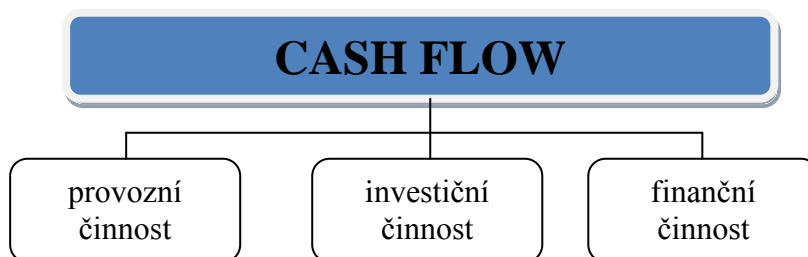 CASH FLOW
provozní
činnost
investiční
činnost
finanční
činnost